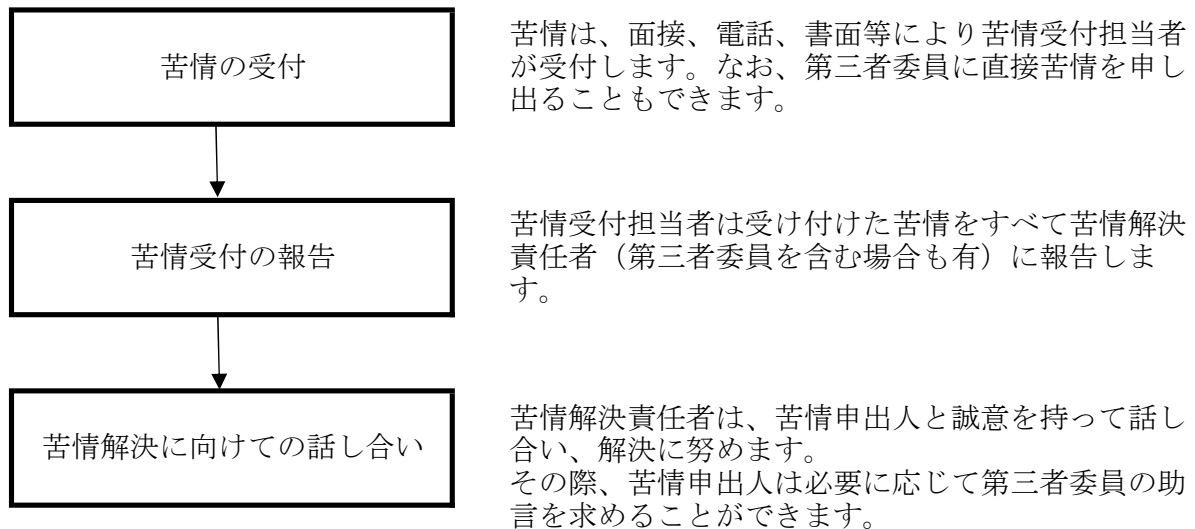 苦情の受付
苦情は、面接、電話、書面等により苦情受付担当者
が受付します。なお、第三者委員に直接苦情を申し
出ることもできます。
苦情受付の報告
苦情受付担当者は受け付けた苦情をすべて苦情解決
責任者（第三者委員を含む場合も有）に報告しま
す。
苦情解決に向けての話し合い
苦情解決責任者は、苦情申出人と誠意を持って話し
合い、解決に努めます。
その際、苦情申出人は必要に応じて第三者委員の助
言を求めることができます。